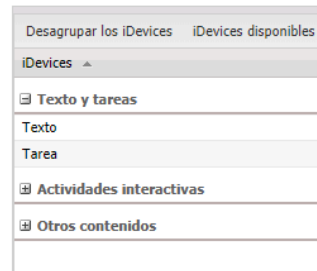 Desagrupar los iDevices iDevices disponibles
iDevices
Texto y tareas
Texto
Tarea
Actividades interactivas
Otros contenidos